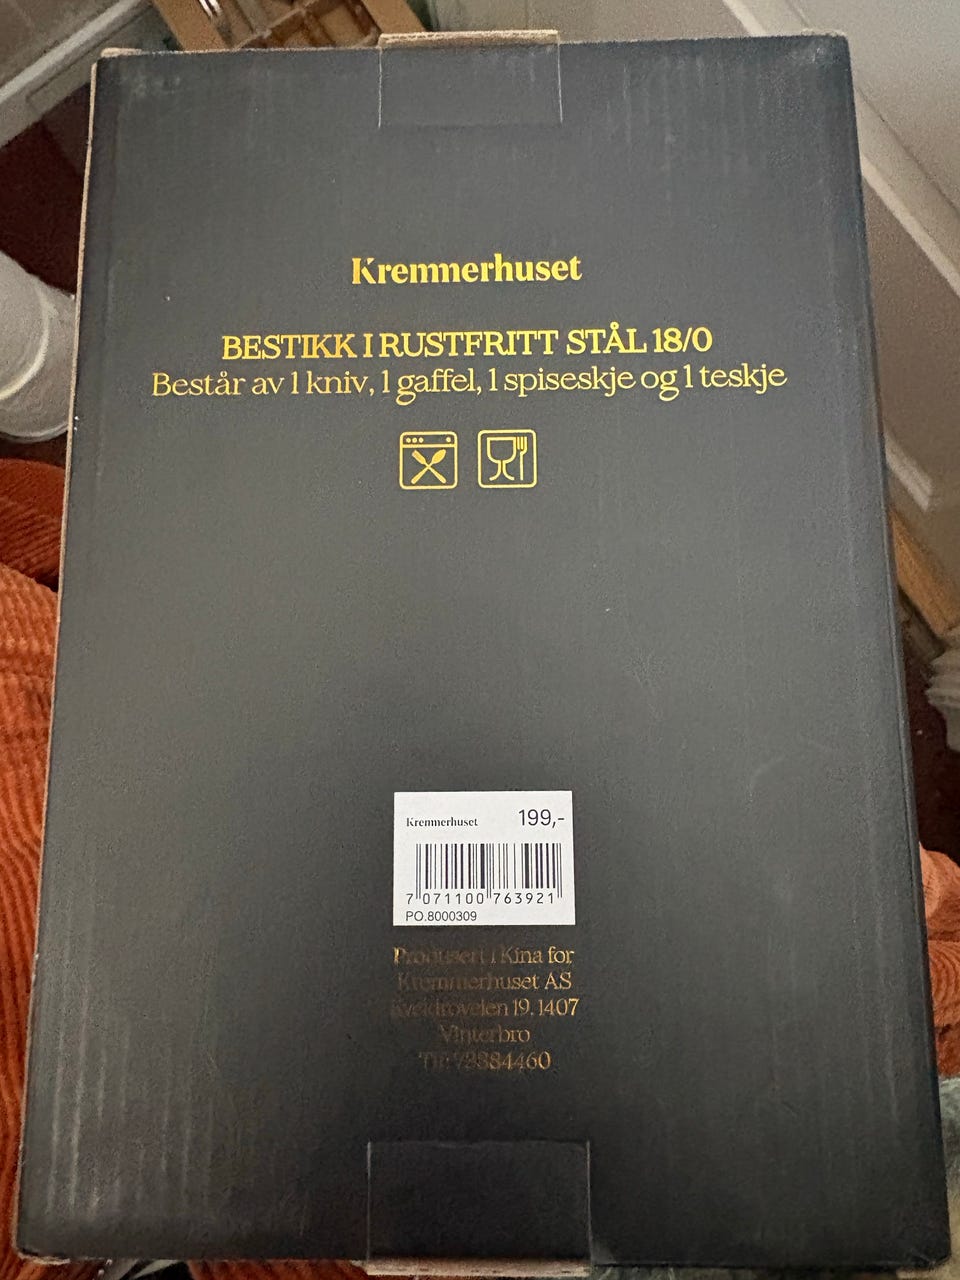 Kremmerhuset
BESTIKK I RUSTFRITT STÅL 18/0
Består av 1 kniv, 1 gaffel, 1 spiseskje og 1 teskje
Kremmerhuset 199,-
7 071100 763921
PO.8000309
Produsert i Kina for
Kremmerhuset AS
19, 1407
Vinterbro